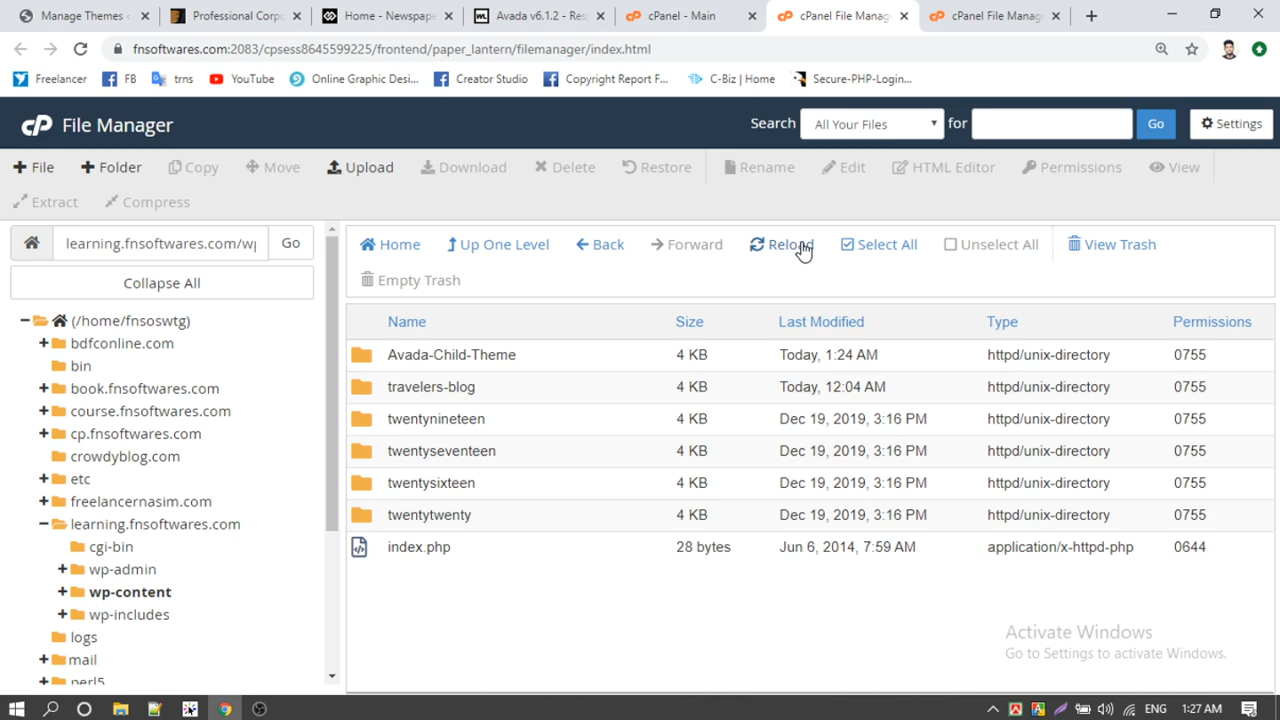 Manage Themes ‹
Professional Corpo
Home - Newspape
Avada v6.1.2 - Res
cPanel - Main
cPanel File Manag
cPanel File Manag
fnsoftwares.com:2083/cpsess8645599225/frontend/paper_lantern/filemanager/index.html
Freelancer
FB
trns
YouTube
Online Graphic Desi...
Creator Studio
Copyright Report F...
C-Biz | Home
Secure-PHP-Login...
cP File Manager
Search All Your Files for Go Settings
File
Folder
Copy
Move
Upload
Download
Delete
Restore
Rename
Edit
HTML Editor
Permissions
View
Extract
Compress
learning.fnsoftwares.com/wp Go
Collapse All
(/home/fnsoswtg)
bdfconline.com
bin
book.fnsoftwares.com
course.fnsoftwares.com
cp.fnsoftwares.com
crowdyblog.com
etc
freelancernasim.com
learning.fnsoftwares.com
cgi-bin
wp-admin
wp-content
wp-includes
logs
mail
perl5
Home
Up One Level
Back
Forward
Reload
Select All
Unselect All
View Trash
Empty Trash
Name Size Last Modified Type Permissions
Avada-Child-Theme 4 KB Today, 1:24 AM httpd/unix-directory 0755
travelers-blog 4 KB Today, 12:04 AM httpd/unix-directory 0755
twentynineteen 4 KB Dec 19, 2019, 3:16 PM httpd/unix-directory 0755
twentyseventeen 4 KB Dec 19, 2019, 3:16 PM httpd/unix-directory 0755
twentysixteen 4 KB Dec 19, 2019, 3:16 PM httpd/unix-directory 0755
twentytwenty 4 KB Dec 19, 2019, 3:16 PM httpd/unix-directory 0755
index.php 28 bytes Jun 6, 2014, 7:59 AM application/x-httpd-php 0644
Activate Windows
Go to Settings to activate Windows.
ENG 1:27 AM